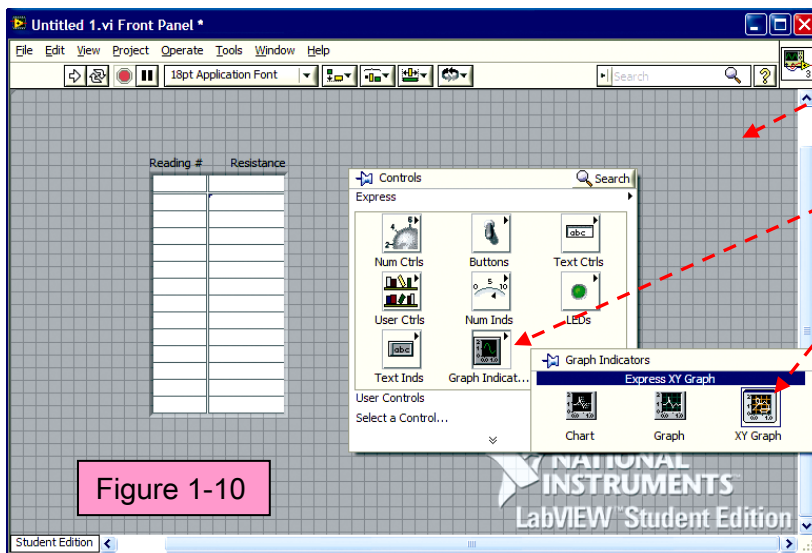 Untitled 1.vi Front Panel *
File Edit View Project Operate Tools Window Help
18pt Application Font
Search
?
3
Reading # Resistance
Controls
Search
Express
Num Ctrls Buttons Text Ctrls
User Ctrls Num Inds LEDs
Text Inds Graph Indicat...
User Controls
Select a Control...
Graph Indicators
Express XY Graph
Chart Graph XY Graph
Figure 1-10
NATIONAL
INSTRUMENTS
LabVIEW™ Student Edition
Student Edition